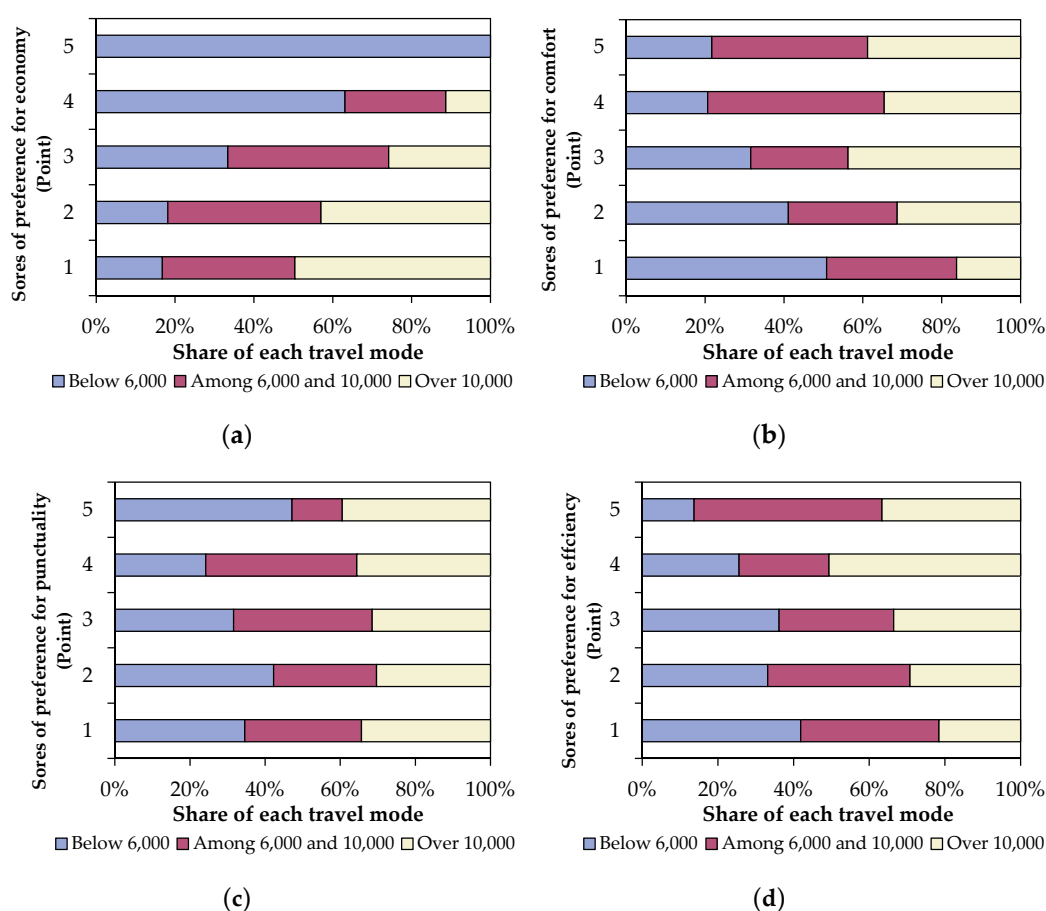 Sores of preference for economy
(Point)
5
4
3
2
1
0% 20% 40% 60% 80% 100%
Share of each travel mode
Below 6,000 Among 6,000 and 10,000 Over 10,000
(a)
Sores of preference for comfort
(Point)
5
4
3
2
1
0% 20% 40% 60% 80% 100%
Share of each travel mode
Below 6,000 Among 6,000 and 10,000 Over 10,000
(b)
Sores of preference for punctuality
(Point)
5
4
3
2
1
0% 20% 40% 60% 80% 100%
Share of each travel mode
Below 6,000 Among 6,000 and 10,000 Over 10,000
(c)
Sores of preference for effciency
(Point)
5
4
3
2
1
0% 20% 40% 60% 80% 100%
Share of each travel mode
Below 6,000 Among 6,000 and 10,000 Over 10,000
(d)